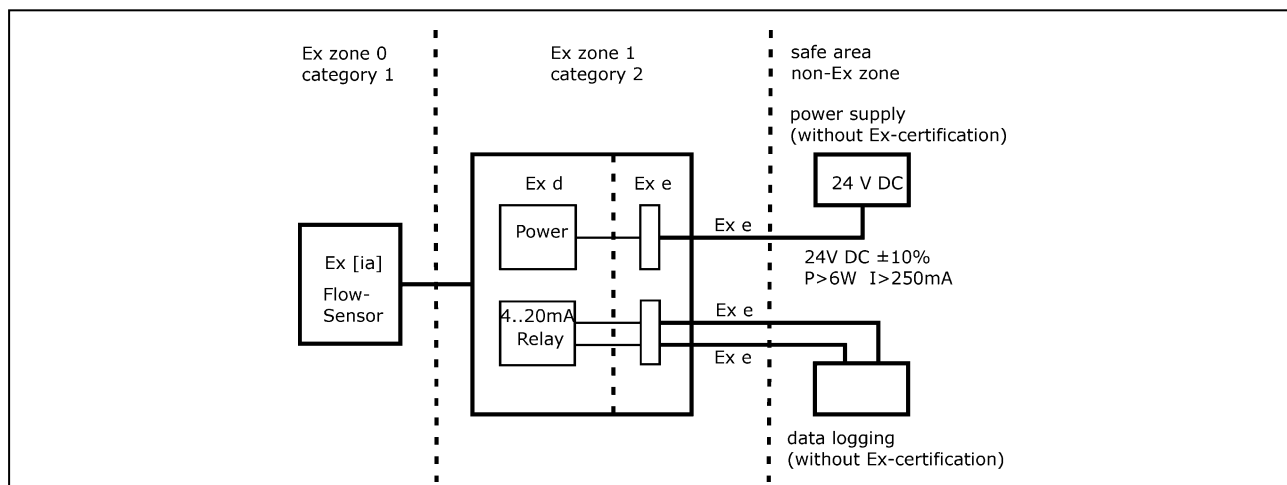 Ex zone 0
category 1
Ex zone 1
category 2
safe area
non-Ex zone
power supply
(without Ex-certification)
24 V DC
Ex d
Ex e
Power
Ex e
24V DC ±10%
P>6W I>250mA
Ex [ia]
Flow-
Sensor
4..20mA
Relay
Ex e
Ex e
data logging
(without Ex-certification)